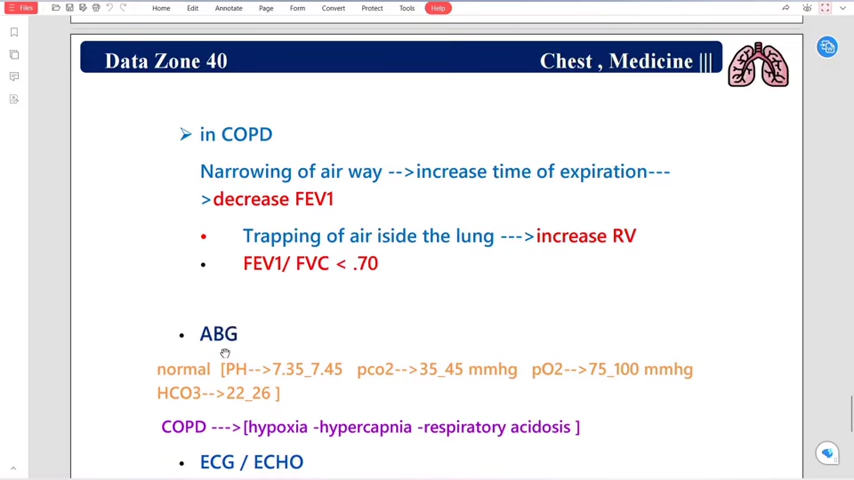 Files
Home
Edit
Annotate
Page
Form
Convert
Protect
Tools
Help
Data Zone 40
Chest , Medicine |||
in COPD
Narrowing of air way -->increase time of expiration---
>decrease FEV1
Trapping of air iside the lung --->increase RV
FEV1/ FVC < .70
ABG
normal [PH-->7.35_7.45 pco2-->35_45 mmhg pO2-->75_100 mmhg
HCO3-->22_26 ]
COPD --->[hypoxia -hypercapnia -respiratory acidosis ]
ECG / ECHO